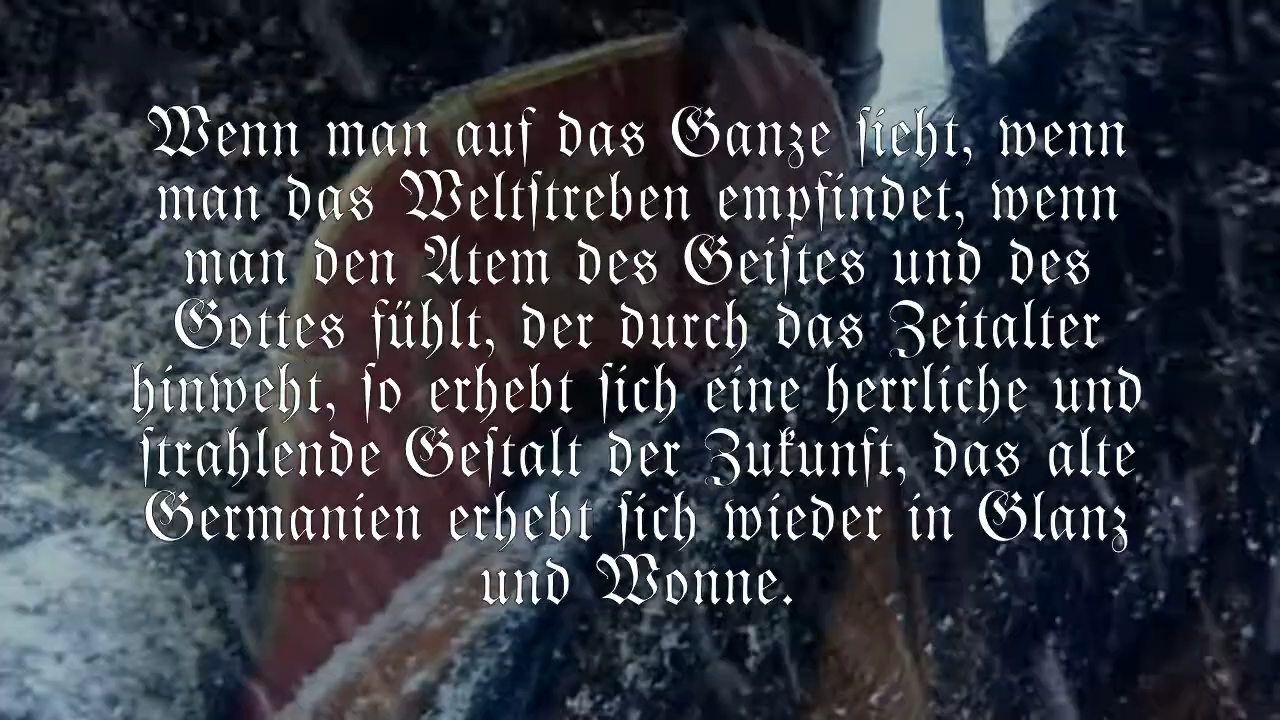 Wenn man auf das Ganze ſieht, wenn
man das Weltſtreben empfindet, wenn
man den Atem des Geiſtes und des
Gottes fühlt, der durch das Zeitalter
hinweht, ſo erhebt ſich eine herrliche und
ſtrahlende Geſtalt der Zukunft, das alte
Germanien erhebt ſich wieder in Glanz
und Wonne.